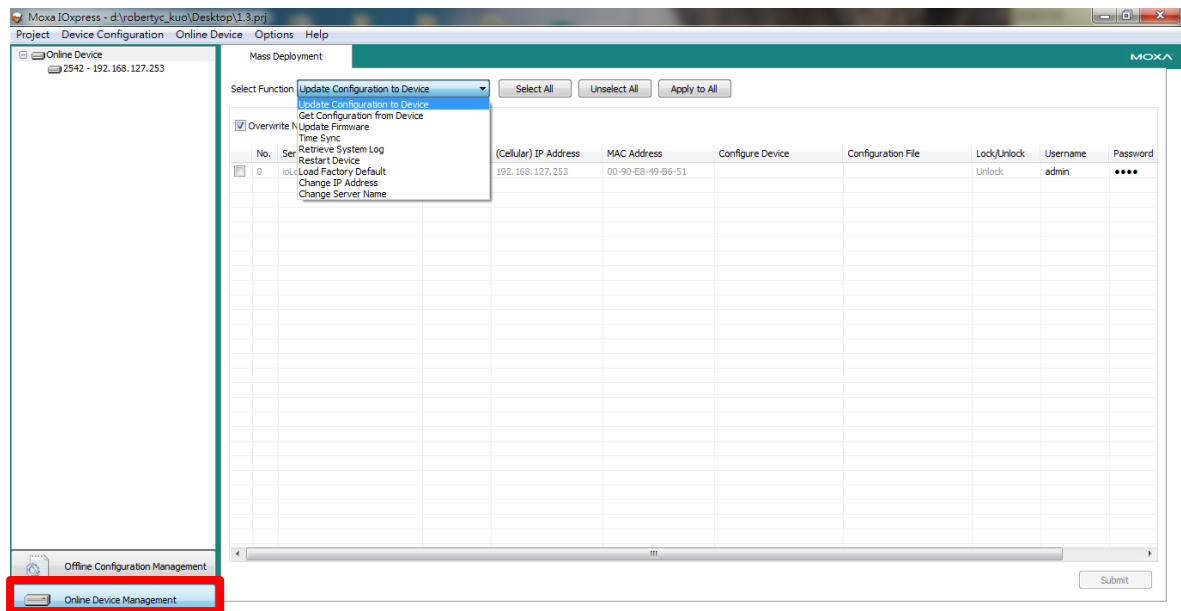 Moxa IOxpress - d:\robertyc_kuo\Desktop\1.3.prj
Project Device Configuration Online Device Options Help
Online Device
2542 - 192.168.127.253
Mass Deployment
MOXA
Select Function Update Configuration to Device Select All Unselect All Apply to All
Update Configuration to Device
Get Configuration from Device
Update Firmware
Time Sync
Retrieve System Log
Restart Device
Load Factory Default
Change IP Address
Change Server Name
Overwrite N
No. Ser (Cellular) IP Address MAC Address Configure Device Configuration File Lock/Unlock Username Password
0 ioLo 192.168.127.253 00-90-E8-49-B6-51 Unlock admin ●●●●
Offline Configuration Management
Online Device Management
Submit